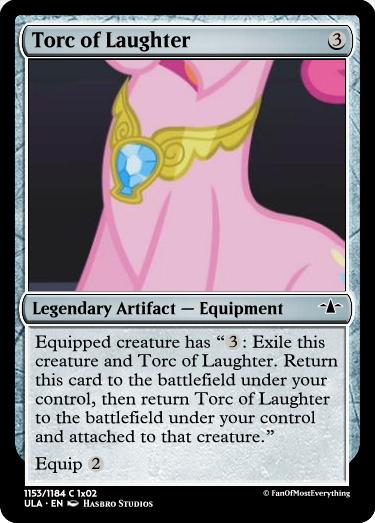 Torc of Laughter 3
Legendary Artifact — Equipment
Equipped creature has “3: Exile this
creature and Torc of Laughter. Return
this card to the battlefield under your
control, then return Torc of Laughter
to the battlefield under your control
and attached to that creature.”
Equip 2
1153/1184 C 1x02
ULA • EN Hasbro Studios
© FanOfMostEverything